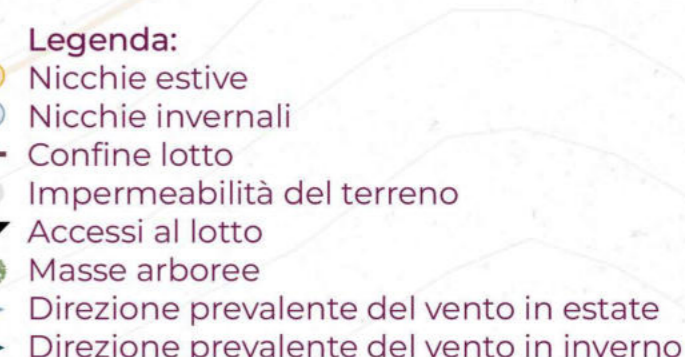 Legenda:
Nicchie estive
Nicchie invernali
Confine lotto
Impermeabilità del terreno
Accessi al lotto
Masse arboree
Direzione prevalente del vento in estate
Direzione prevalente del vento in inverno